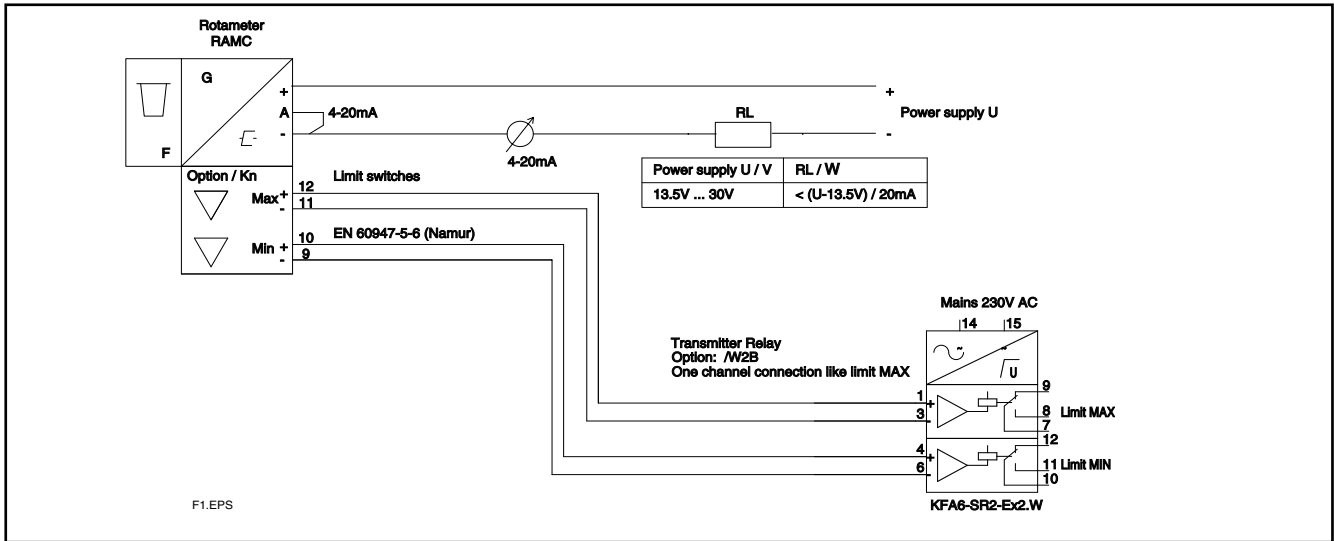 Rotameter
RAMC
G
+
A
4-20mA
-
F
4-20mA
RL
+
Power supply U
-
Power supply U / V RL / W
13.5V ... 30V < (U-13.5V) / 20mA
Option / Kn
Limit switches
Max + 12
- 11
EN 60947-5-6 (Namur)
Min + 10
- 9
Mains 230V AC
14 15
~
U
Transmitter Relay
Option: /W2B
One channel connection like limit MAX
1 +
3 -
9
8 Limit MAX
7
4 +
6 -
12
11 Limit MIN
10
KFA6-SR2-Ex2.W
F1.EPS